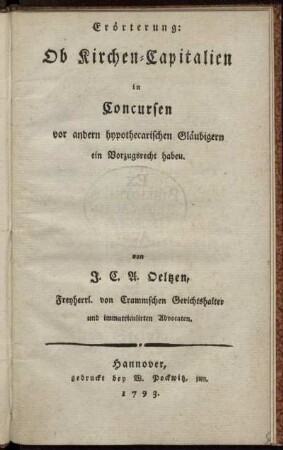 Erörterung:
Ob Kirchen-Capitalien
in
Concursen
vor andern hypothecarischen Gläubigern
ein Vorzugsrecht haben.
von
J. C. A. Oeltzen,
Freyherrl. von Crammschen Gerichtshalter
und immatriculirten Advocaten.
Hannover,
gedruckt bey W. Pockwitz, jun.
1793.